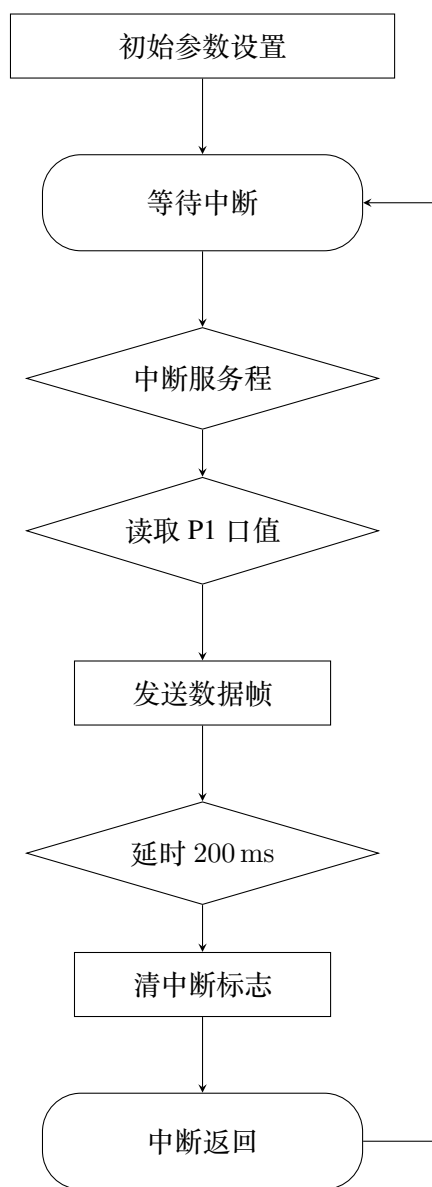 初始参数设置
等待中断
中断服务程
读取 P1 口值
发送数据帧
延时 200 ms
清中断标志
中断返回